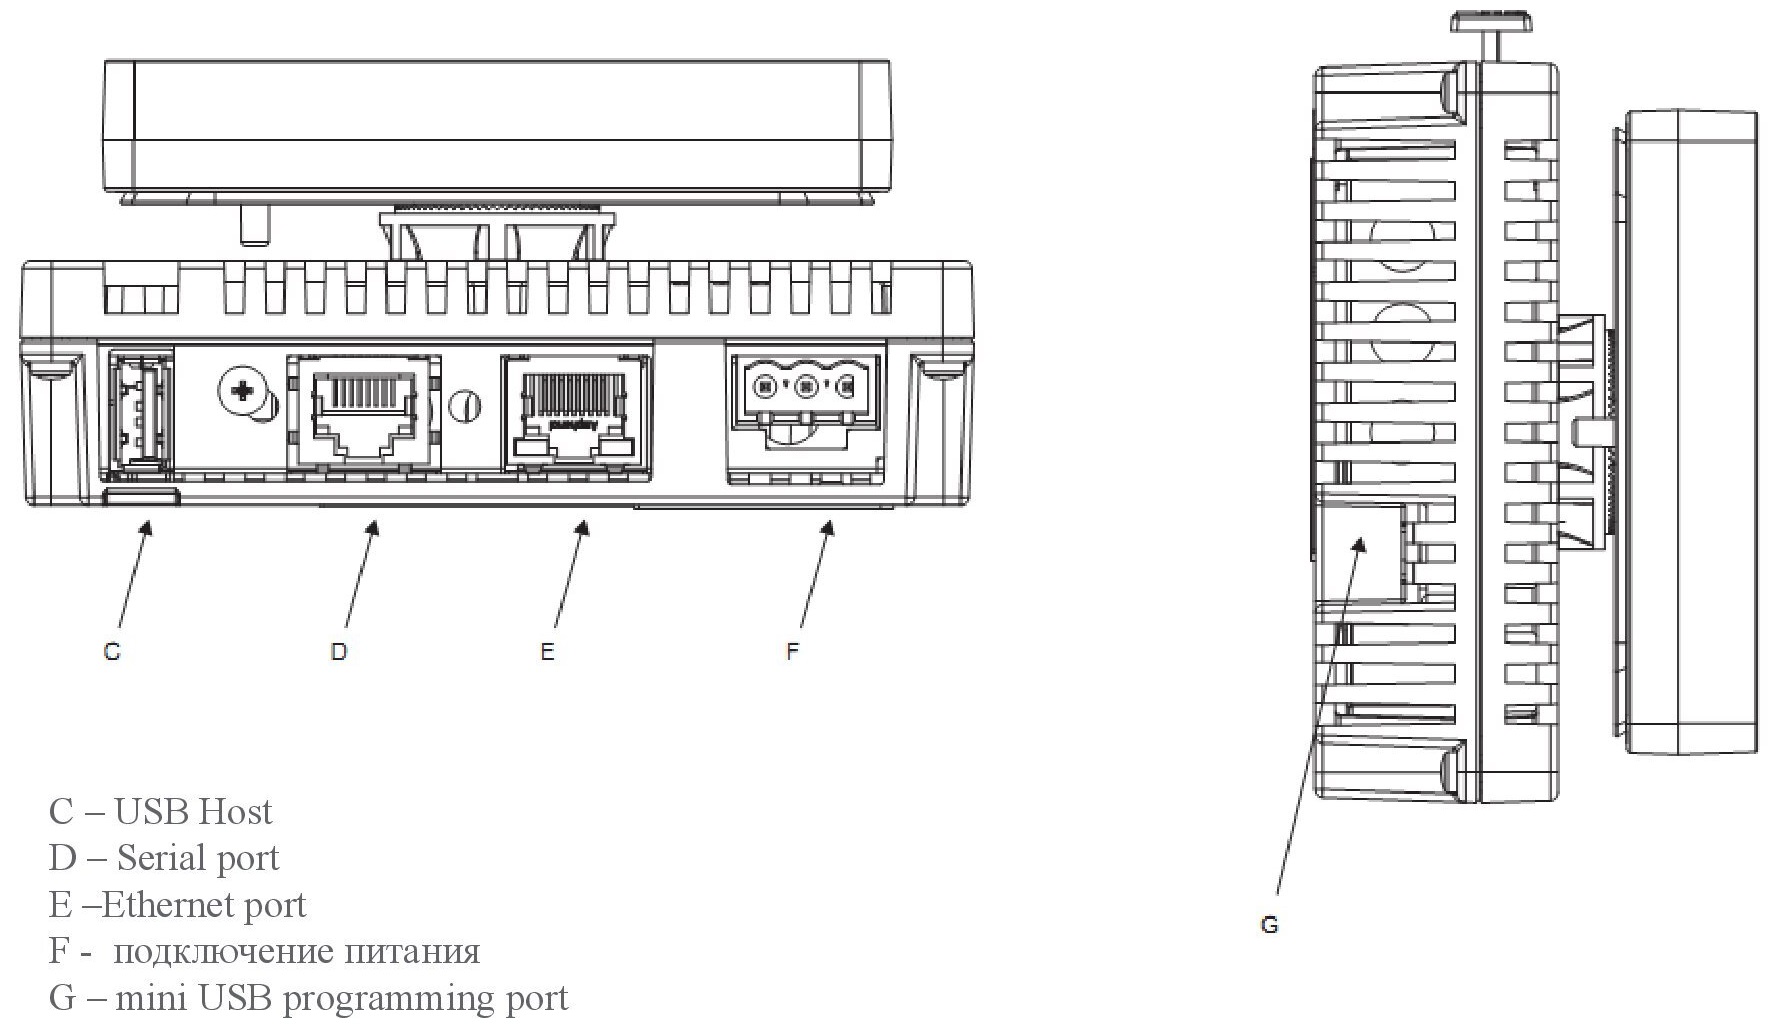 C
D
E
F
G
C – USB Host
D – Serial port
E –Ethernet port
F - подключение питания
G – mini USB programming port